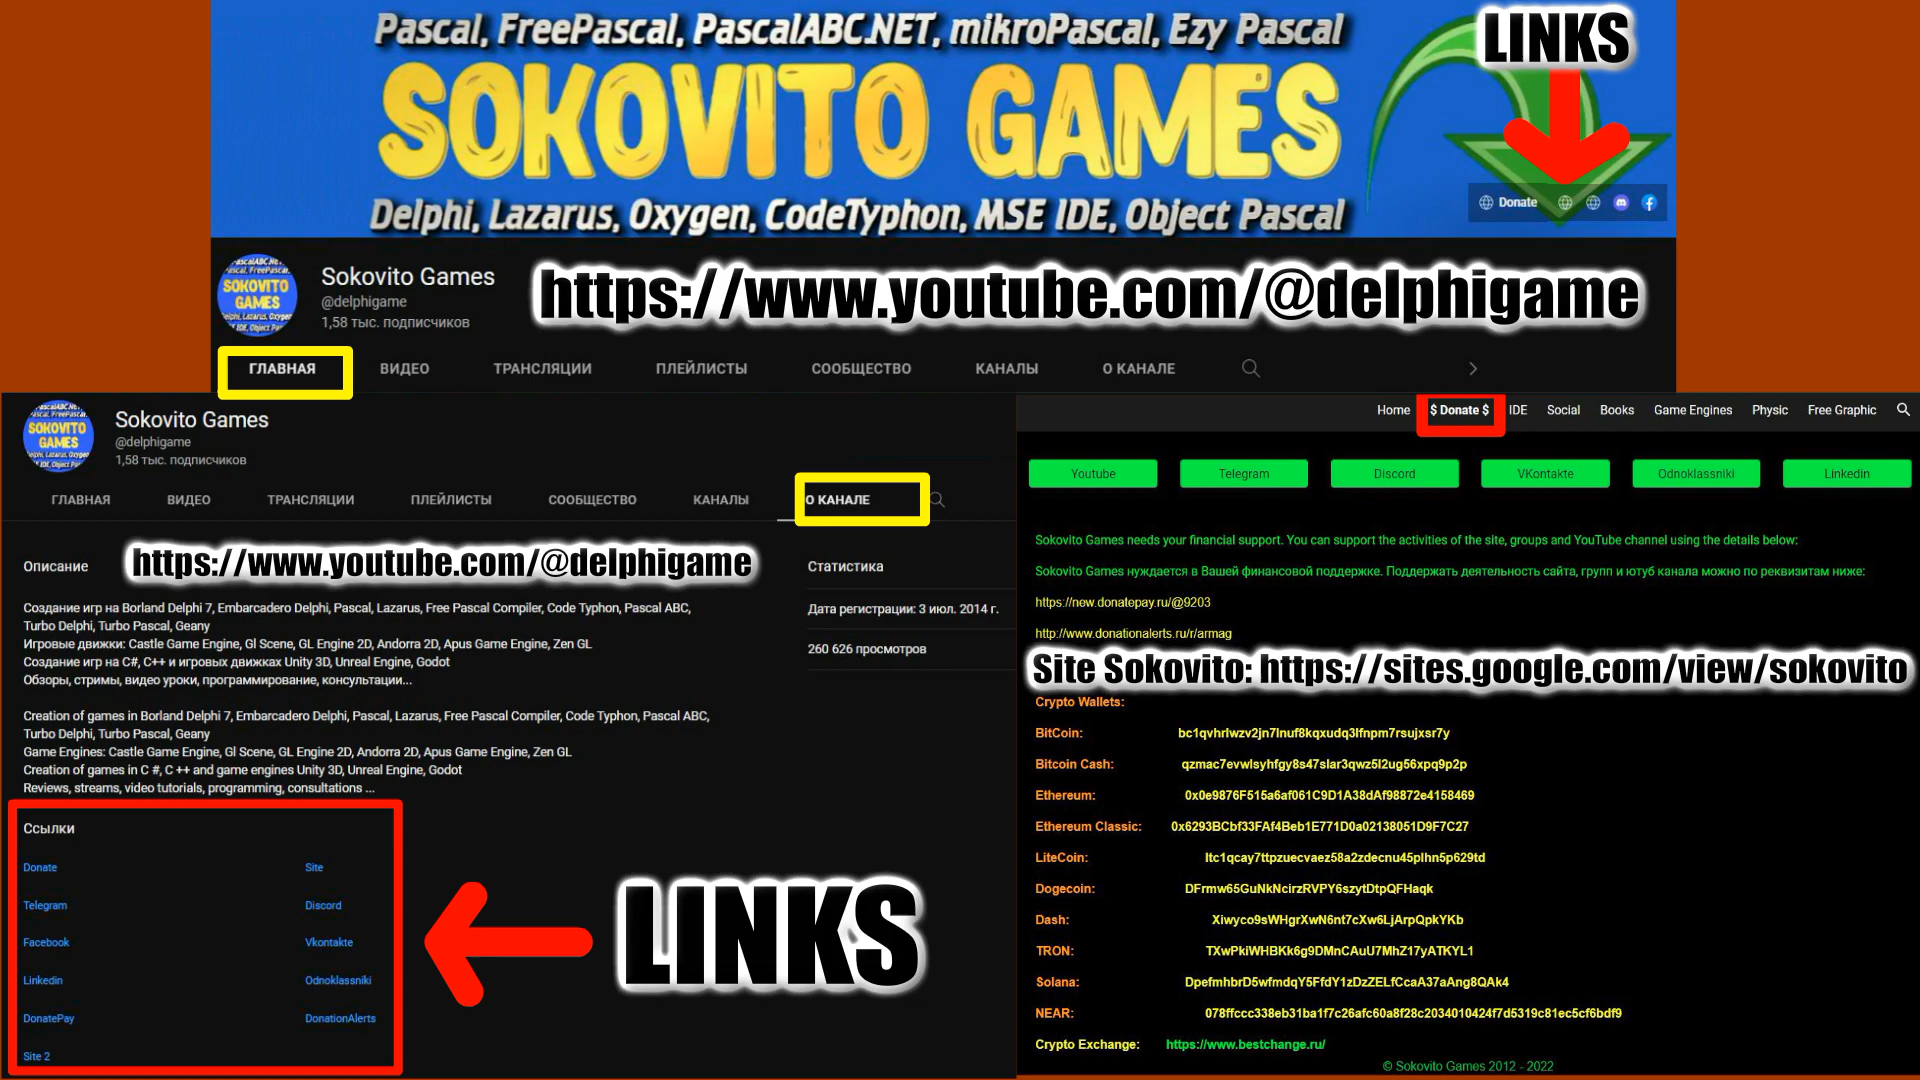 Pascal, FreePascal, PascalABC.NET, mikroPascal, Ezy Pascal
SOKOVITO GAMES
Delphi, Lazarus, Oxygen, CodeTyphon, MSE IDE, Object Pascal
LINKS
Donate
SOKOVITO
GAMES
Sokovito Games
@delphigame
1,58 тыс. подписчиков
https://www.youtube.com/@delphigame
ГЛАВНАЯ ВИДЕО ТРАНСЛЯЦИИ ПЛЕЙЛИСТЫ СООБЩЕСТВО КАНАЛЫ О КАНАЛЕ
SOKOVITO
GAMES
Sokovito Games
@delphigame
1,58 тыс. подписчиков
ГЛАВНАЯ ВИДЕО ТРАНСЛЯЦИИ ПЛЕЙЛИСТЫ СООБЩЕСТВО КАНАЛЫ О КАНАЛЕ
Описание
https://www.youtube.com/@delphigame
Создание игр на Borland Delphi 7, Embarcadero Delphi, Pascal, Lazarus, Free Pascal Compiler, Code Typhon, Pascal ABC,
Turbo Delphi, Turbo Pascal, Geany
Игровые движки: Castle Game Engine, Gl Scene, GL Engine 2D, Andorra 2D, Apus Game Engine, Zen GL
Создание игр на C#, C++ и игровых движках Unity 3D, Unreal Engine, Godot
Обзоры, стримы, видео уроки, программирование, консультации...
Creation of games in Borland Delphi 7, Embarcadero Delphi, Pascal, Lazarus, Free Pascal Compiler, Code Typhon, Pascal ABC,
Turbo Delphi, Turbo Pascal, Geany
Game Engines: Castle Game Engine, Gl Scene, GL Engine 2D, Andorra 2D, Apus Game Engine, Zen GL
Creation of games in C #, C ++ and game engines Unity 3D, Unreal Engine, Godot
Reviews, streams, video tutorials, programming, consultations ...
Статистика
Дата регистрации: 3 июл. 2014 г.
260 626 просмотров
Ссылки
Donate Site
Telegram Discord
Facebook Vkontakte
Linkedin Odnoklassniki
DonatePay DonationAlerts
Site 2
LINKS
Home $ Donate $ IDE Social Books Game Engines Physic Free Graphic
Youtube Telegram Discord VKontakte Odnoklassniki Linkedin
Sokovito Games needs your financial support. You can support the activities of the site, groups and YouTube channel using the details below:
Sokovito Games нуждается в Вашей финансовой поддержке. Поддержать деятельность сайта, групп и ютуб канала можно по реквизитам ниже:
https://new.donatepay.ru/@9203
http://www.donationalerts.ru/r/armag
Site Sokovito: https://sites.google.com/view/sokovito
Crypto Wallets:
BitCoin: bc1qvhrlwzv2jn7lnuf8kqxudq3lfnpm7rsujxsr7y
Bitcoin Cash: qzmac7evwlsyhfgy8s47slar3qwz5l2ug56xpq9p2p
Ethereum: 0x0e9876F515a6af061C9D1A38dAf98872e4158469
Ethereum Classic: 0x6293BCbf33FAf4Beb1E771D0a02138051D9F7C27
LiteCoin: ltc1qcay7ttpzuecvaez58a2zdecnu45plhn5p629td
Dogecoin: DFrmw65GuNkNcirzRVPY6szytDtpQFHaqk
Dash: Xiwyco9sWHgrXwN6nt7cXw6LjArpQpkYKb
TRON: TXwPkiWHBKk6g9DMnCAuU7MhZ17yATKYL1
Solana: DpefmhbrD5wfmdqY5FfdY1zDzZELfCcaA37aAng8QAk4
NEAR: 078ffccc338eb31ba1f7c26afc60a8f28c2034010424f7d5319c81ec5cf6bdf9
Crypto Exchange: https://www.bestchange.ru/
© Sokovito Games 2012 - 2022